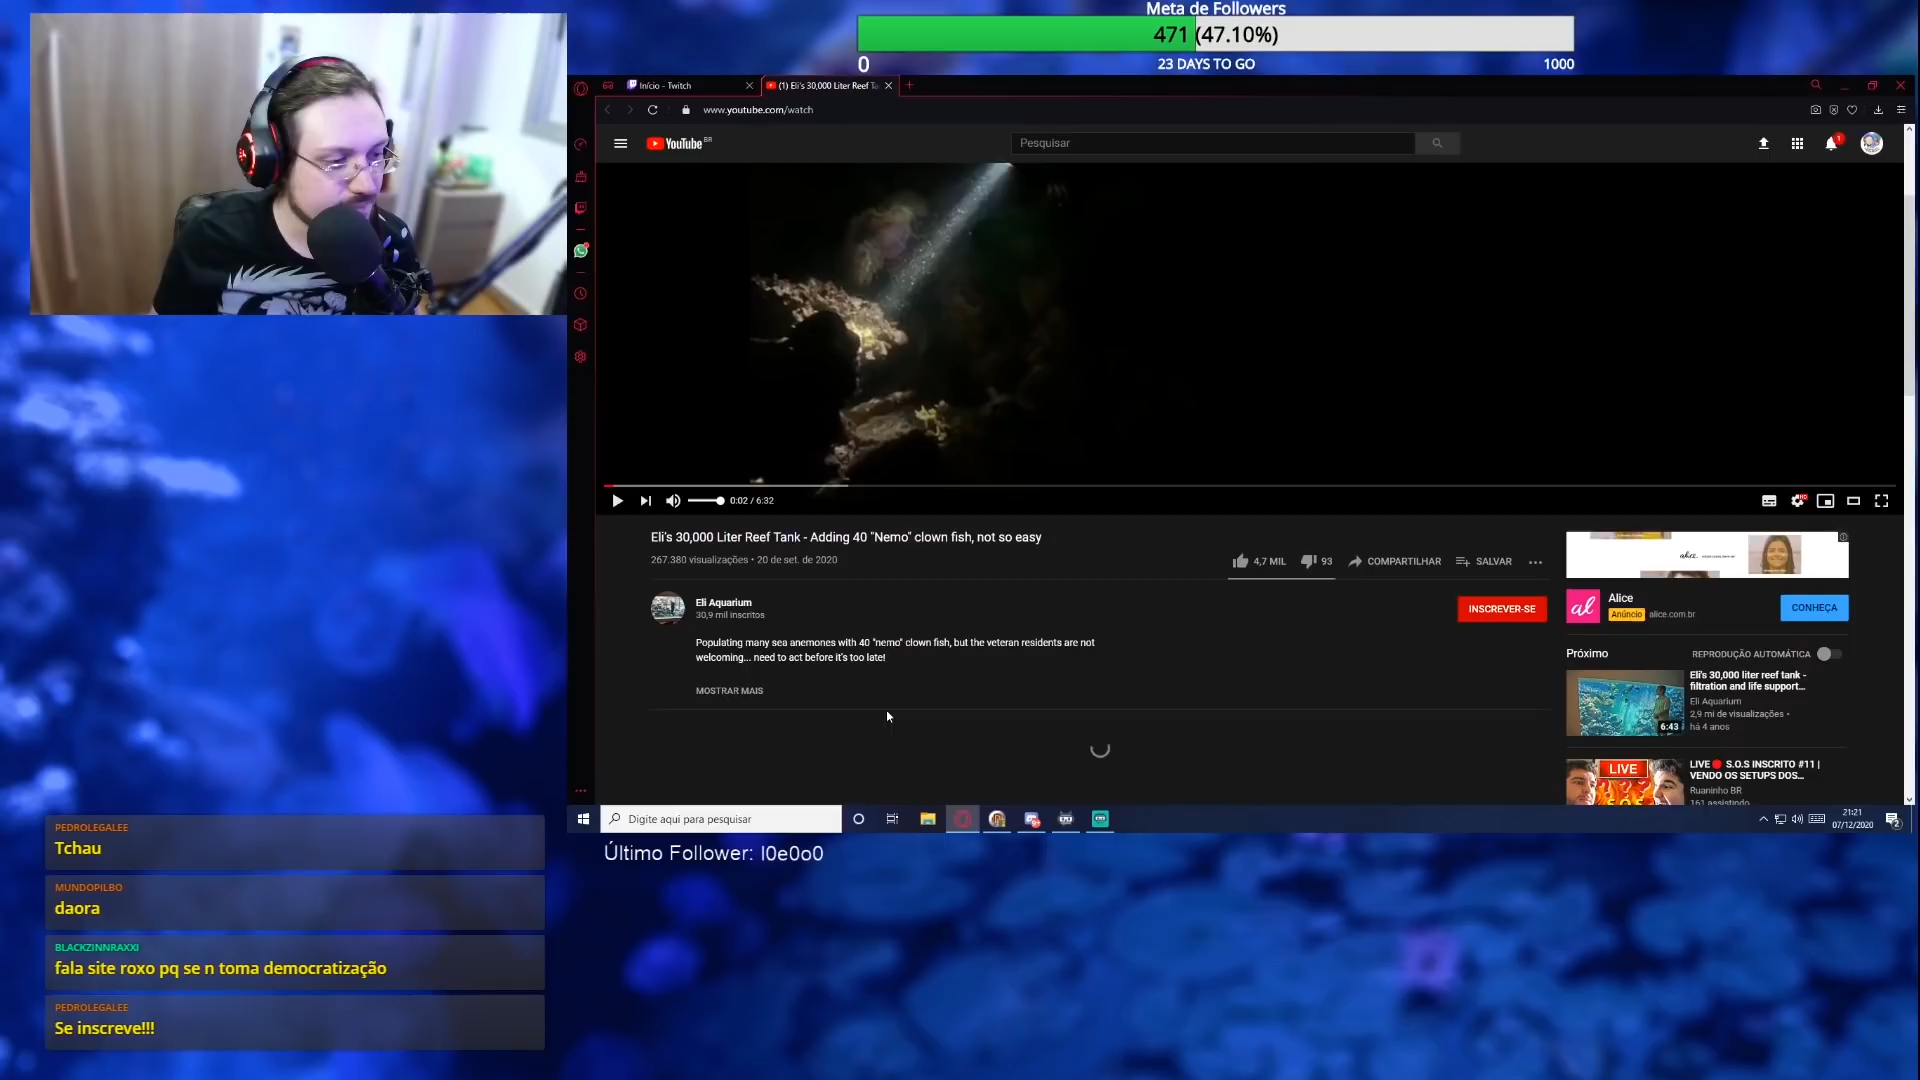 Meta de Followers
471 (47.10%)
0
23 DAYS TO GO
1000
Início - Twitch
(1) Eli's 30,000 Liter Reef Ta
www.youtube.com/watch
YouTube BR
Pesquisar
1
0:02 / 6:32
HD
Eli's 30,000 Liter Reef Tank - Adding 40 "Nemo" clown fish, not so easy
267.380 visualizações • 20 de set. de 2020
4,7 MIL
93
COMPARTILHAR
SALVAR
Eli Aquarium
30,9 mil inscritos
INSCREVER-SE
Populating many sea anemones with 40 "nemo" clown fish, but the veteran residents are not
welcoming... need to act before it's too late!
MOSTRAR MAIS
alice
al
Alice
Anúncio alice.com.br
CONHEÇA
Próximo
REPRODUÇÃO AUTOMÁTICA
Eli's 30,000 liter reef tank -
filtration and life support...
Eli Aquarium
2,9 mi de visualizações •
há 4 anos
6:43
LIVE
LIVE🔴 S.O.S INSCRITO #11 |
VENDO OS SETUPS DOS...
Ruaninho BR
161 assistindo
Digite aqui para pesquisar
21:21
07/12/2020
2
Último Follower: l0e0o0
PEDROLEGALEE
Tchau
MUNDOPILBO
daora
BLACKZINNRAXXI
fala site roxo pq se n toma democratização
PEDROLEGALEE
Se inscreve!!!